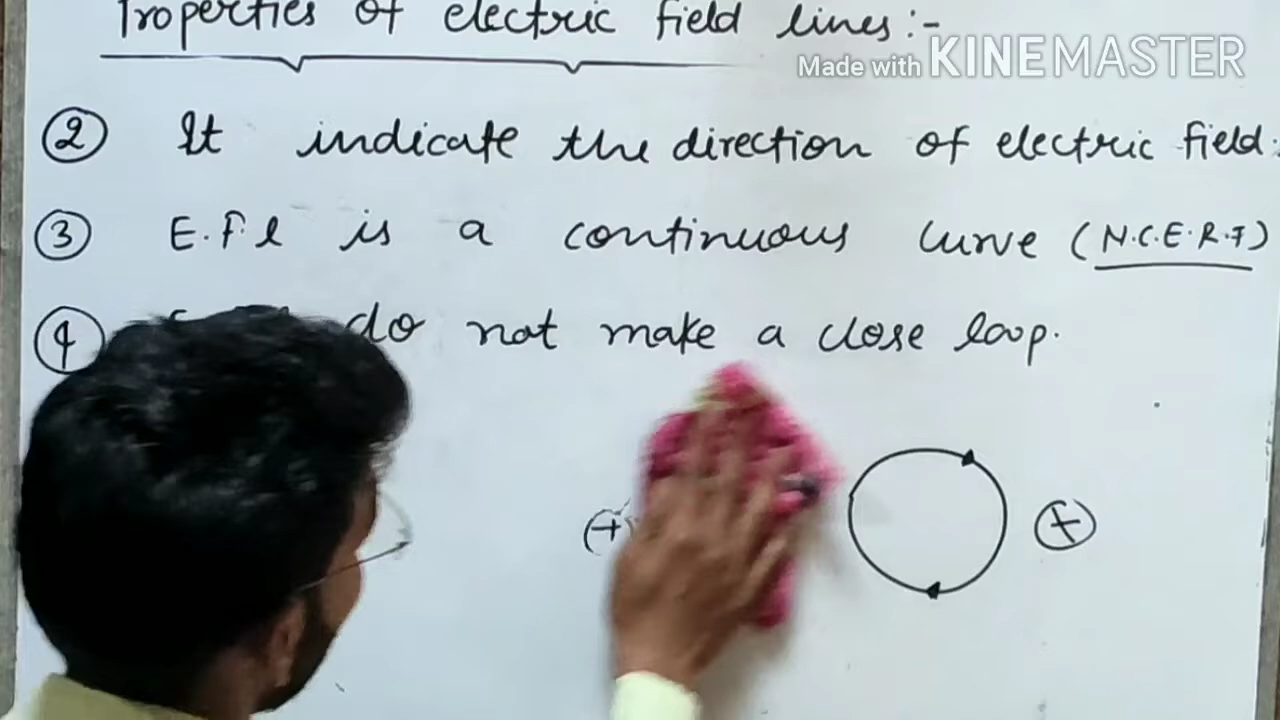 Properties of electric field lines:-
Made with KINEMASTER
② It indicate the direction of electric field.
③ E.F.l is a continuous curve (N.C.E.R.T)
④ do not make a close loop.
(+) (+)